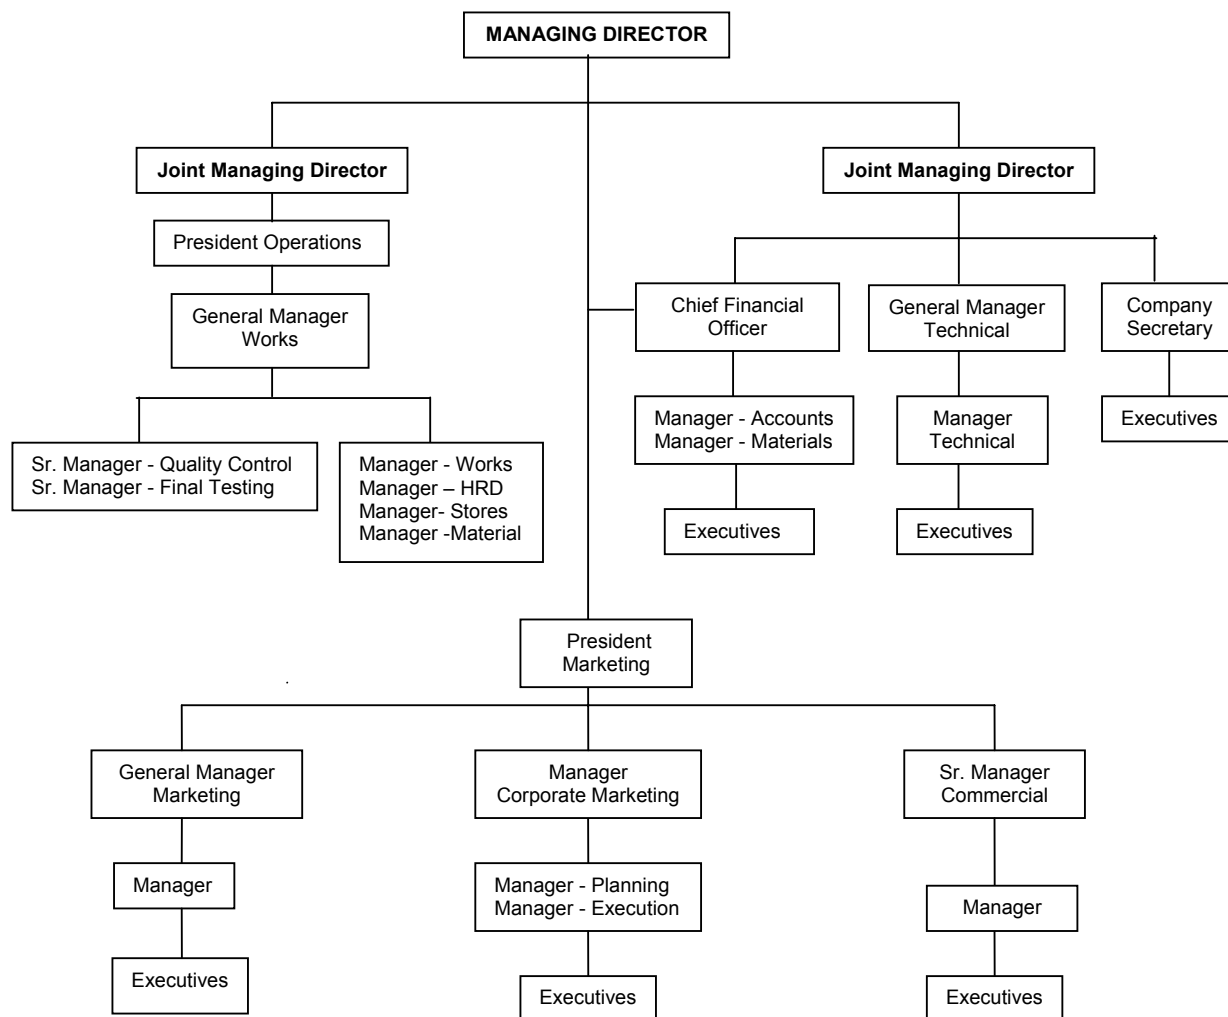 MANAGING DIRECTOR
Joint Managing Director
Joint Managing Director
President Operations
General Manager
Works
Chief Financial
Officer
General Manager
Technical
Company
Secretary
Sr. Manager - Quality Control
Sr. Manager - Final Testing
Manager - Works
Manager – HRD
Manager- Stores
Manager -Material
Manager - Accounts
Manager - Materials
Manager
Technical
Executives
Executives
Executives
President
Marketing
General Manager
Marketing
Manager
Corporate Marketing
Sr. Manager
Commercial
Manager
Manager - Planning
Manager - Execution
Manager
Executives
Executives
Executives